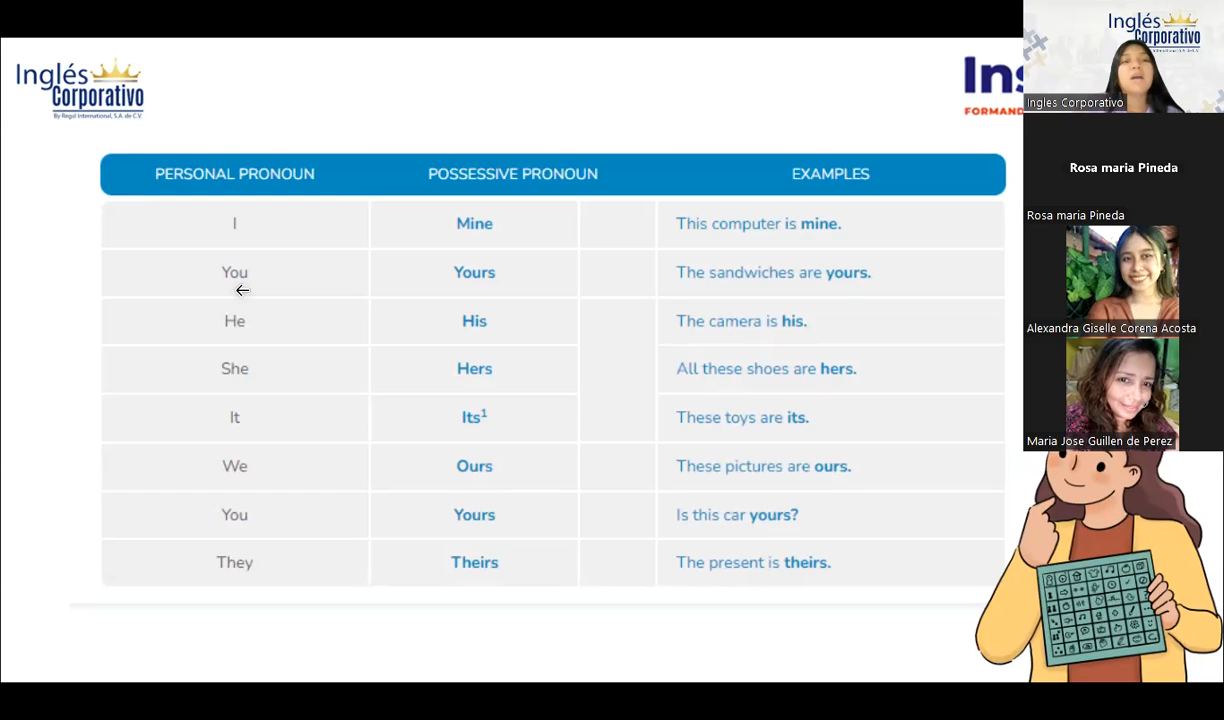 Inglés
Corporativo
By Regal International, S.A. de C.V.
Ins
FORMAND
PERSONAL PRONOUN POSSESSIVE PRONOUN EXAMPLES
I Mine This computer is mine.
You Yours The sandwiches are yours.
He His The camera is his.
She Hers All these shoes are hers.
It Its¹ These toys are its.
We Ours These pictures are ours.
You Yours Is this car yours?
They Theirs The present is theirs.
Inglés
Corporativo
Ingles Corporativo
Rosa maria Pineda
Rosa maria Pineda
Alexandra Giselle Corena Acosta
Maria Jose Guillen de Perez